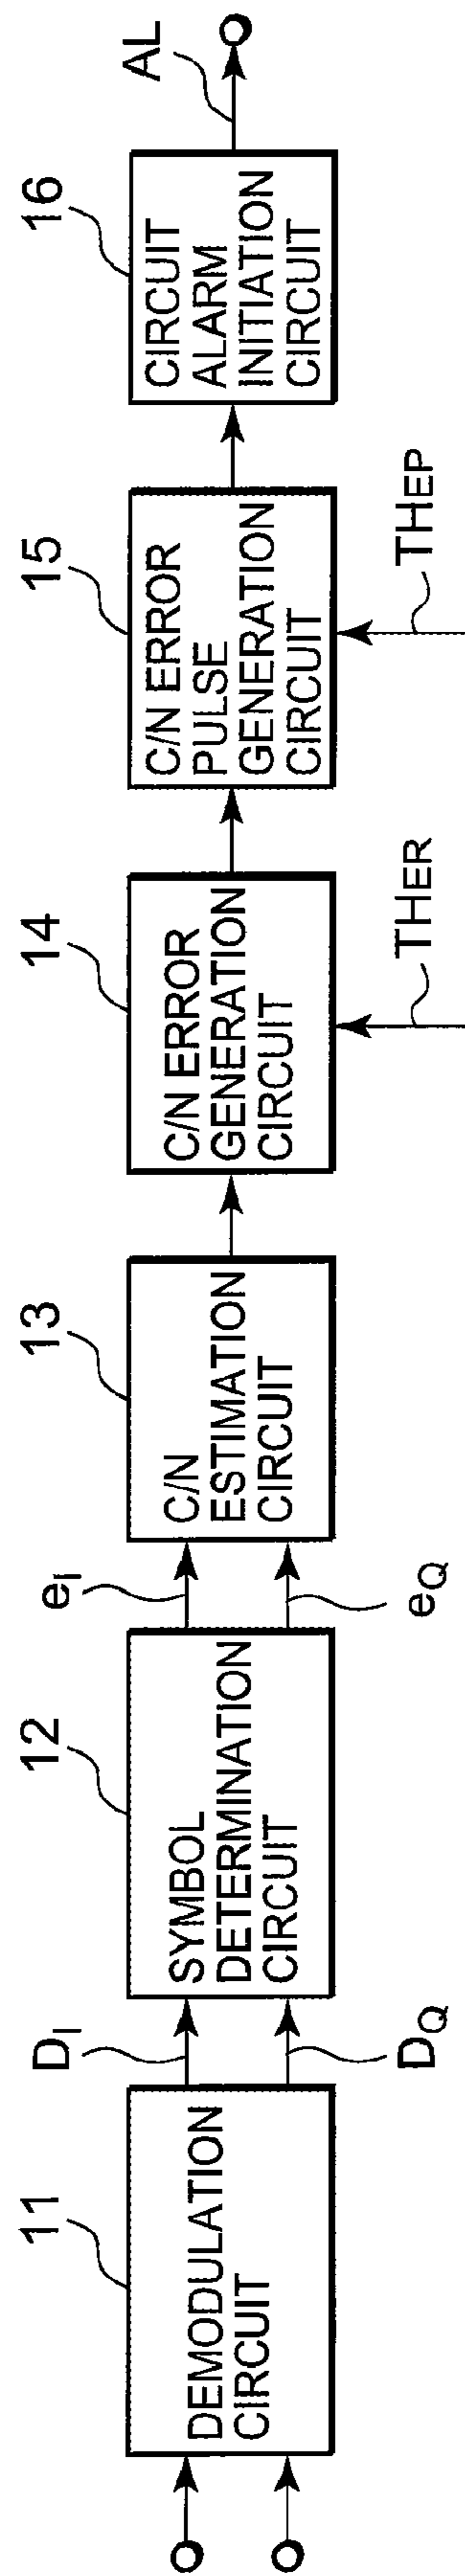 11
DEMODULATION
CIRCUIT
DI
DQ
12
SYMBOL
DETERMINATION
CIRCUIT
eI
eQ
13
C/N
ESTIMATION
CIRCUIT
14
C/N ERROR
GENERATION
CIRCUIT
THER
15
C/N ERROR
PULSE
GENERATION
CIRCUIT
THEP
16
CIRCUIT
ALARM
INITIATION
CIRCUIT
AL